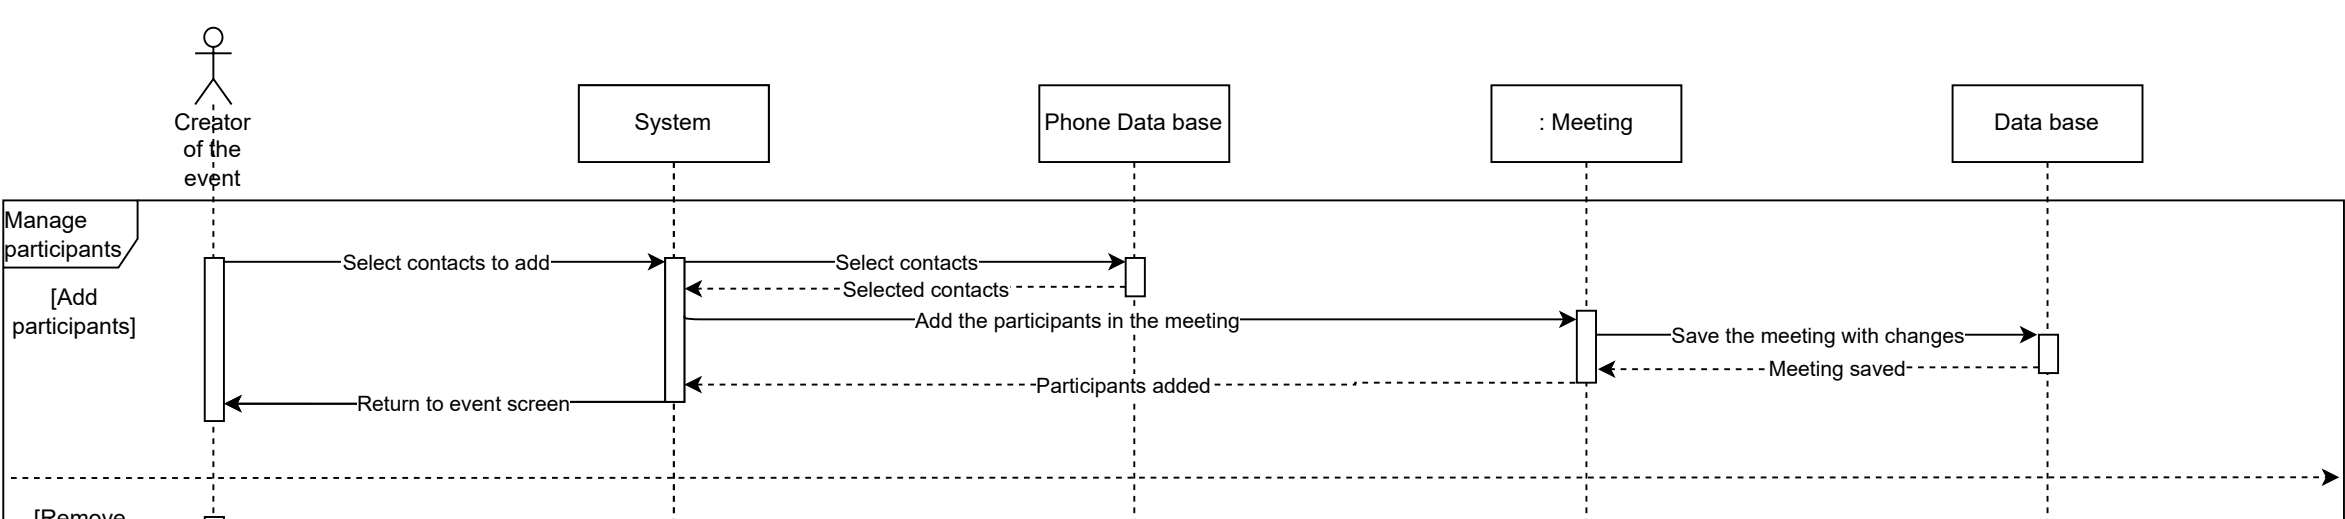 Creator
of the
event
System
Phone Data base
: Meeting
Data base
Manage
participants
[Add
participants]
Select contacts to add
Select contacts
Selected contacts
Add the participants in the meeting
Save the meeting with changes
Meeting saved
Participants added
Return to event screen
[Remove